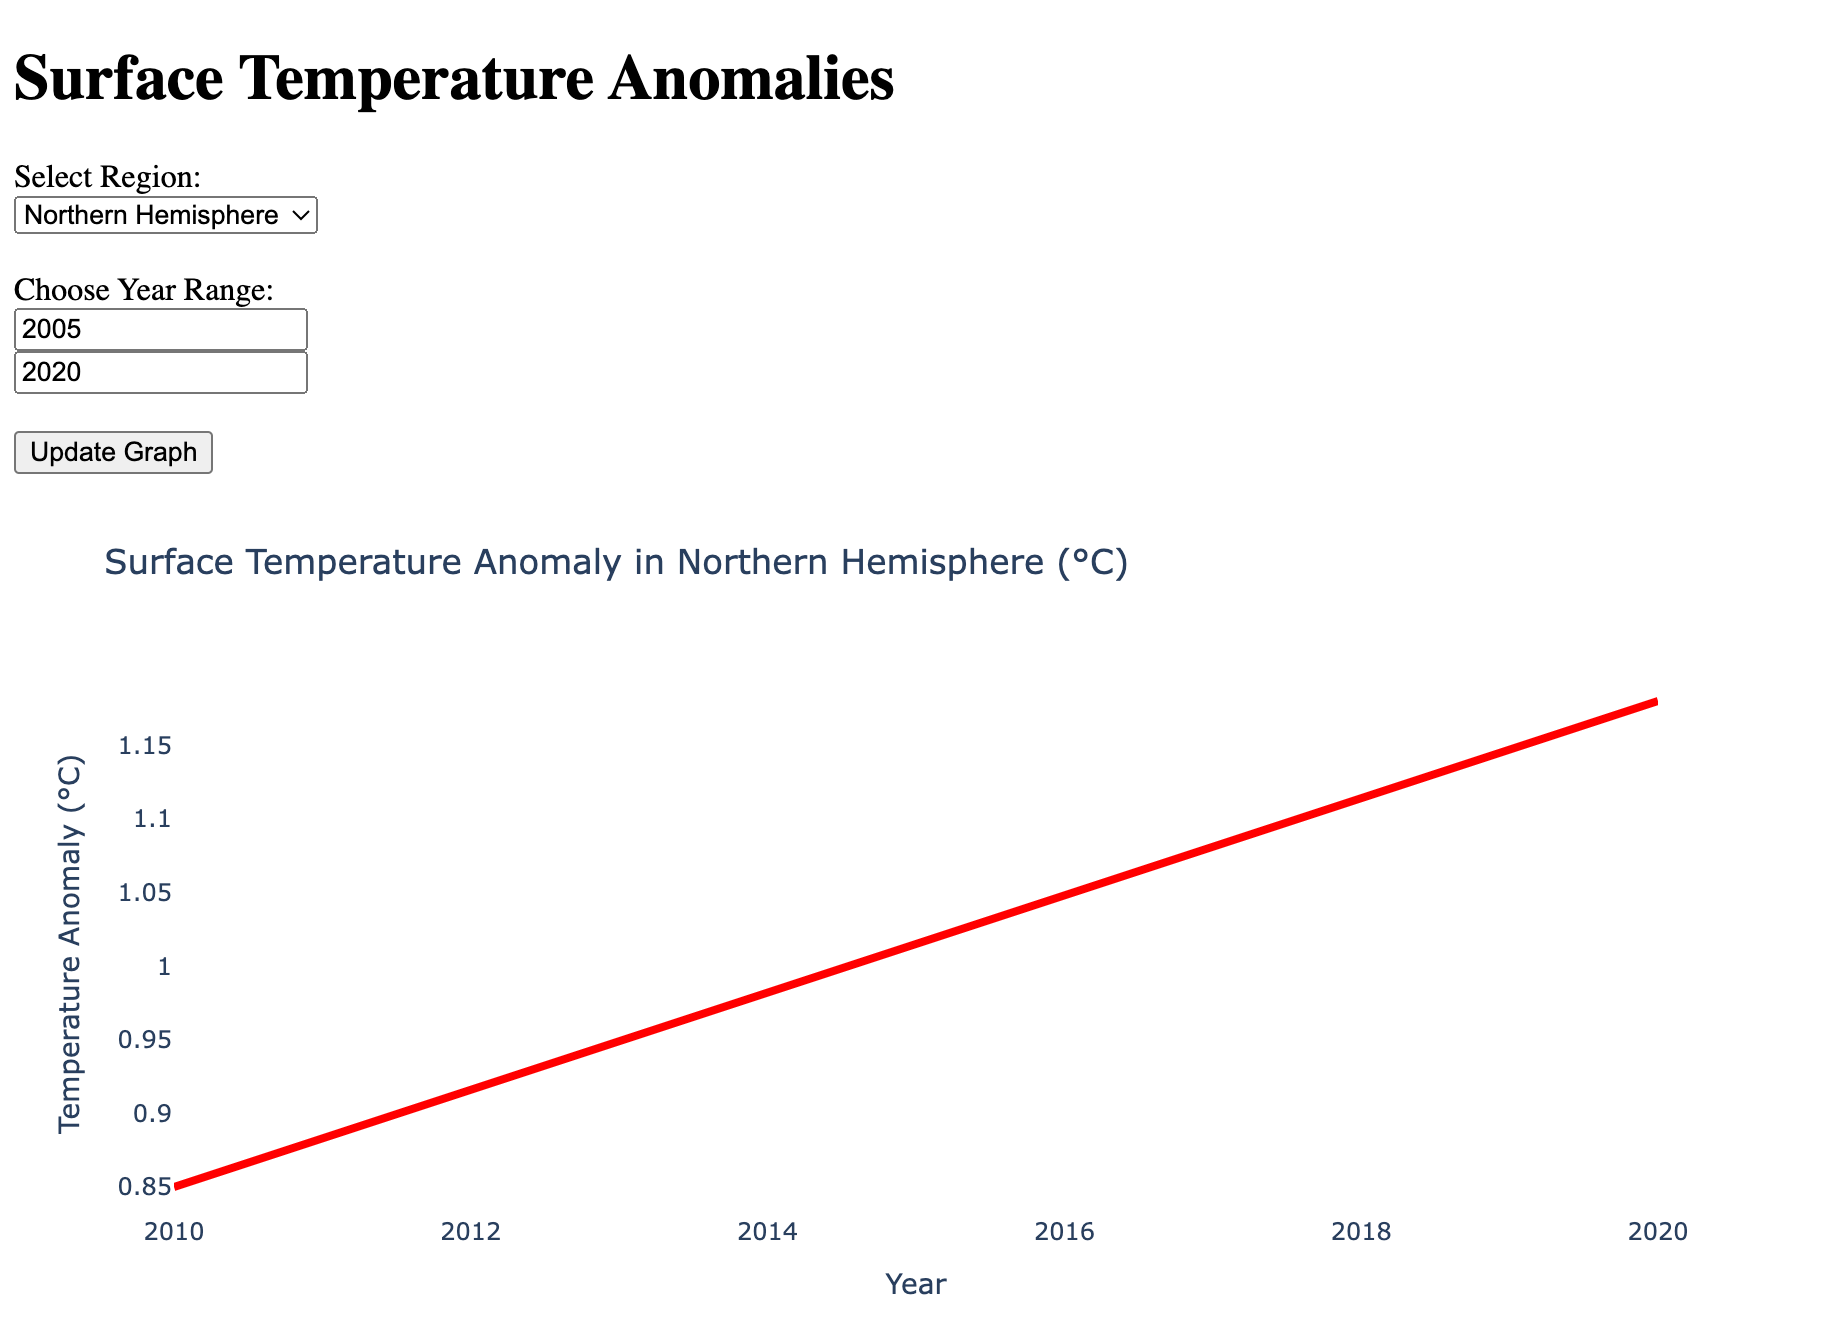 Surface Temperature Anomalies
Select Region:
Northern Hemisphere
Choose Year Range:
2005
2020
Update Graph
Surface Temperature Anomaly in Northern Hemisphere (°C)
Temperature Anomaly (°C)
1.15
1.1
1.05
1
0.95
0.9
0.85
2010 2012 2014 2016 2018 2020
Year